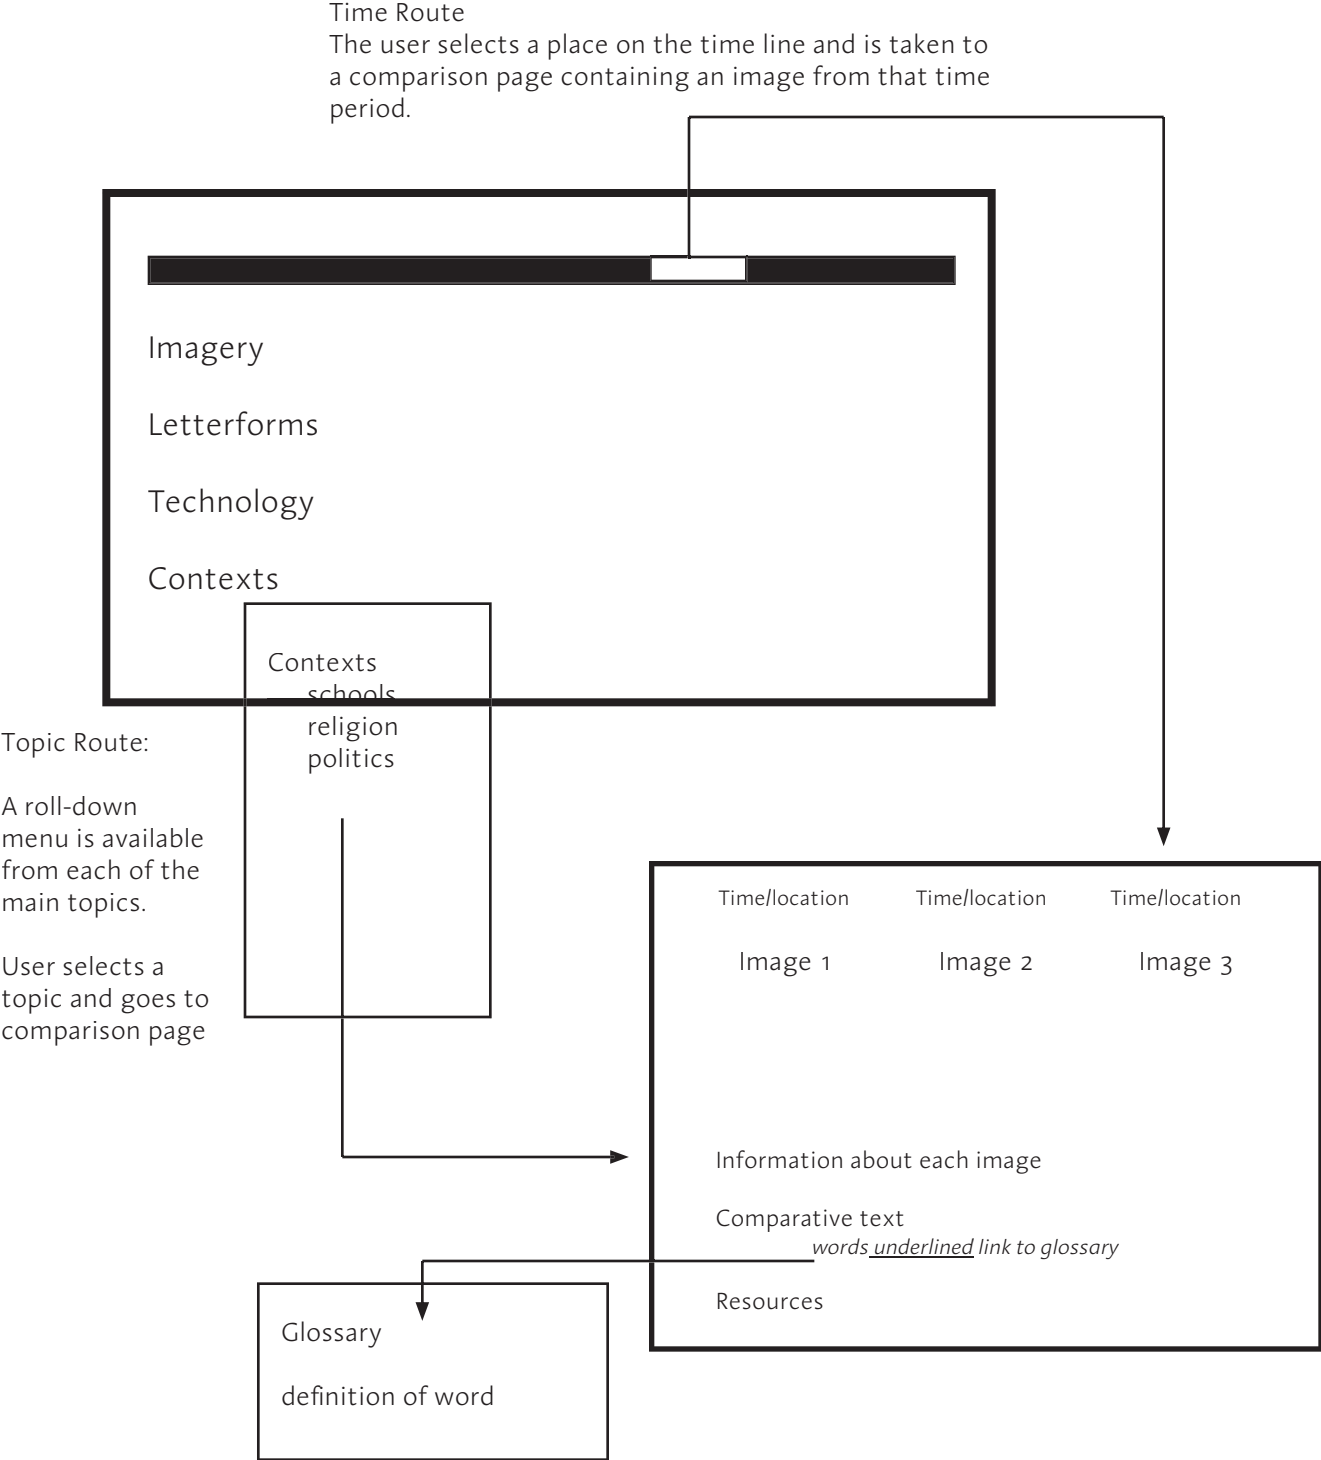 Time Route
The user selects a place on the time line and is taken to
a comparison page containing an image from that time
period.
Imagery
Letterforms
Technology
Contexts
Contexts
schools
religion
politics
Topic Route:
A roll-down
menu is available
from each of the
main topics.
User selects a
topic and goes to
comparison page
Time/location Time/location Time/location
Image 1 Image 2 Image 3
Information about each image
Comparative text
words underlined link to glossary
Resources
Glossary
definition of word